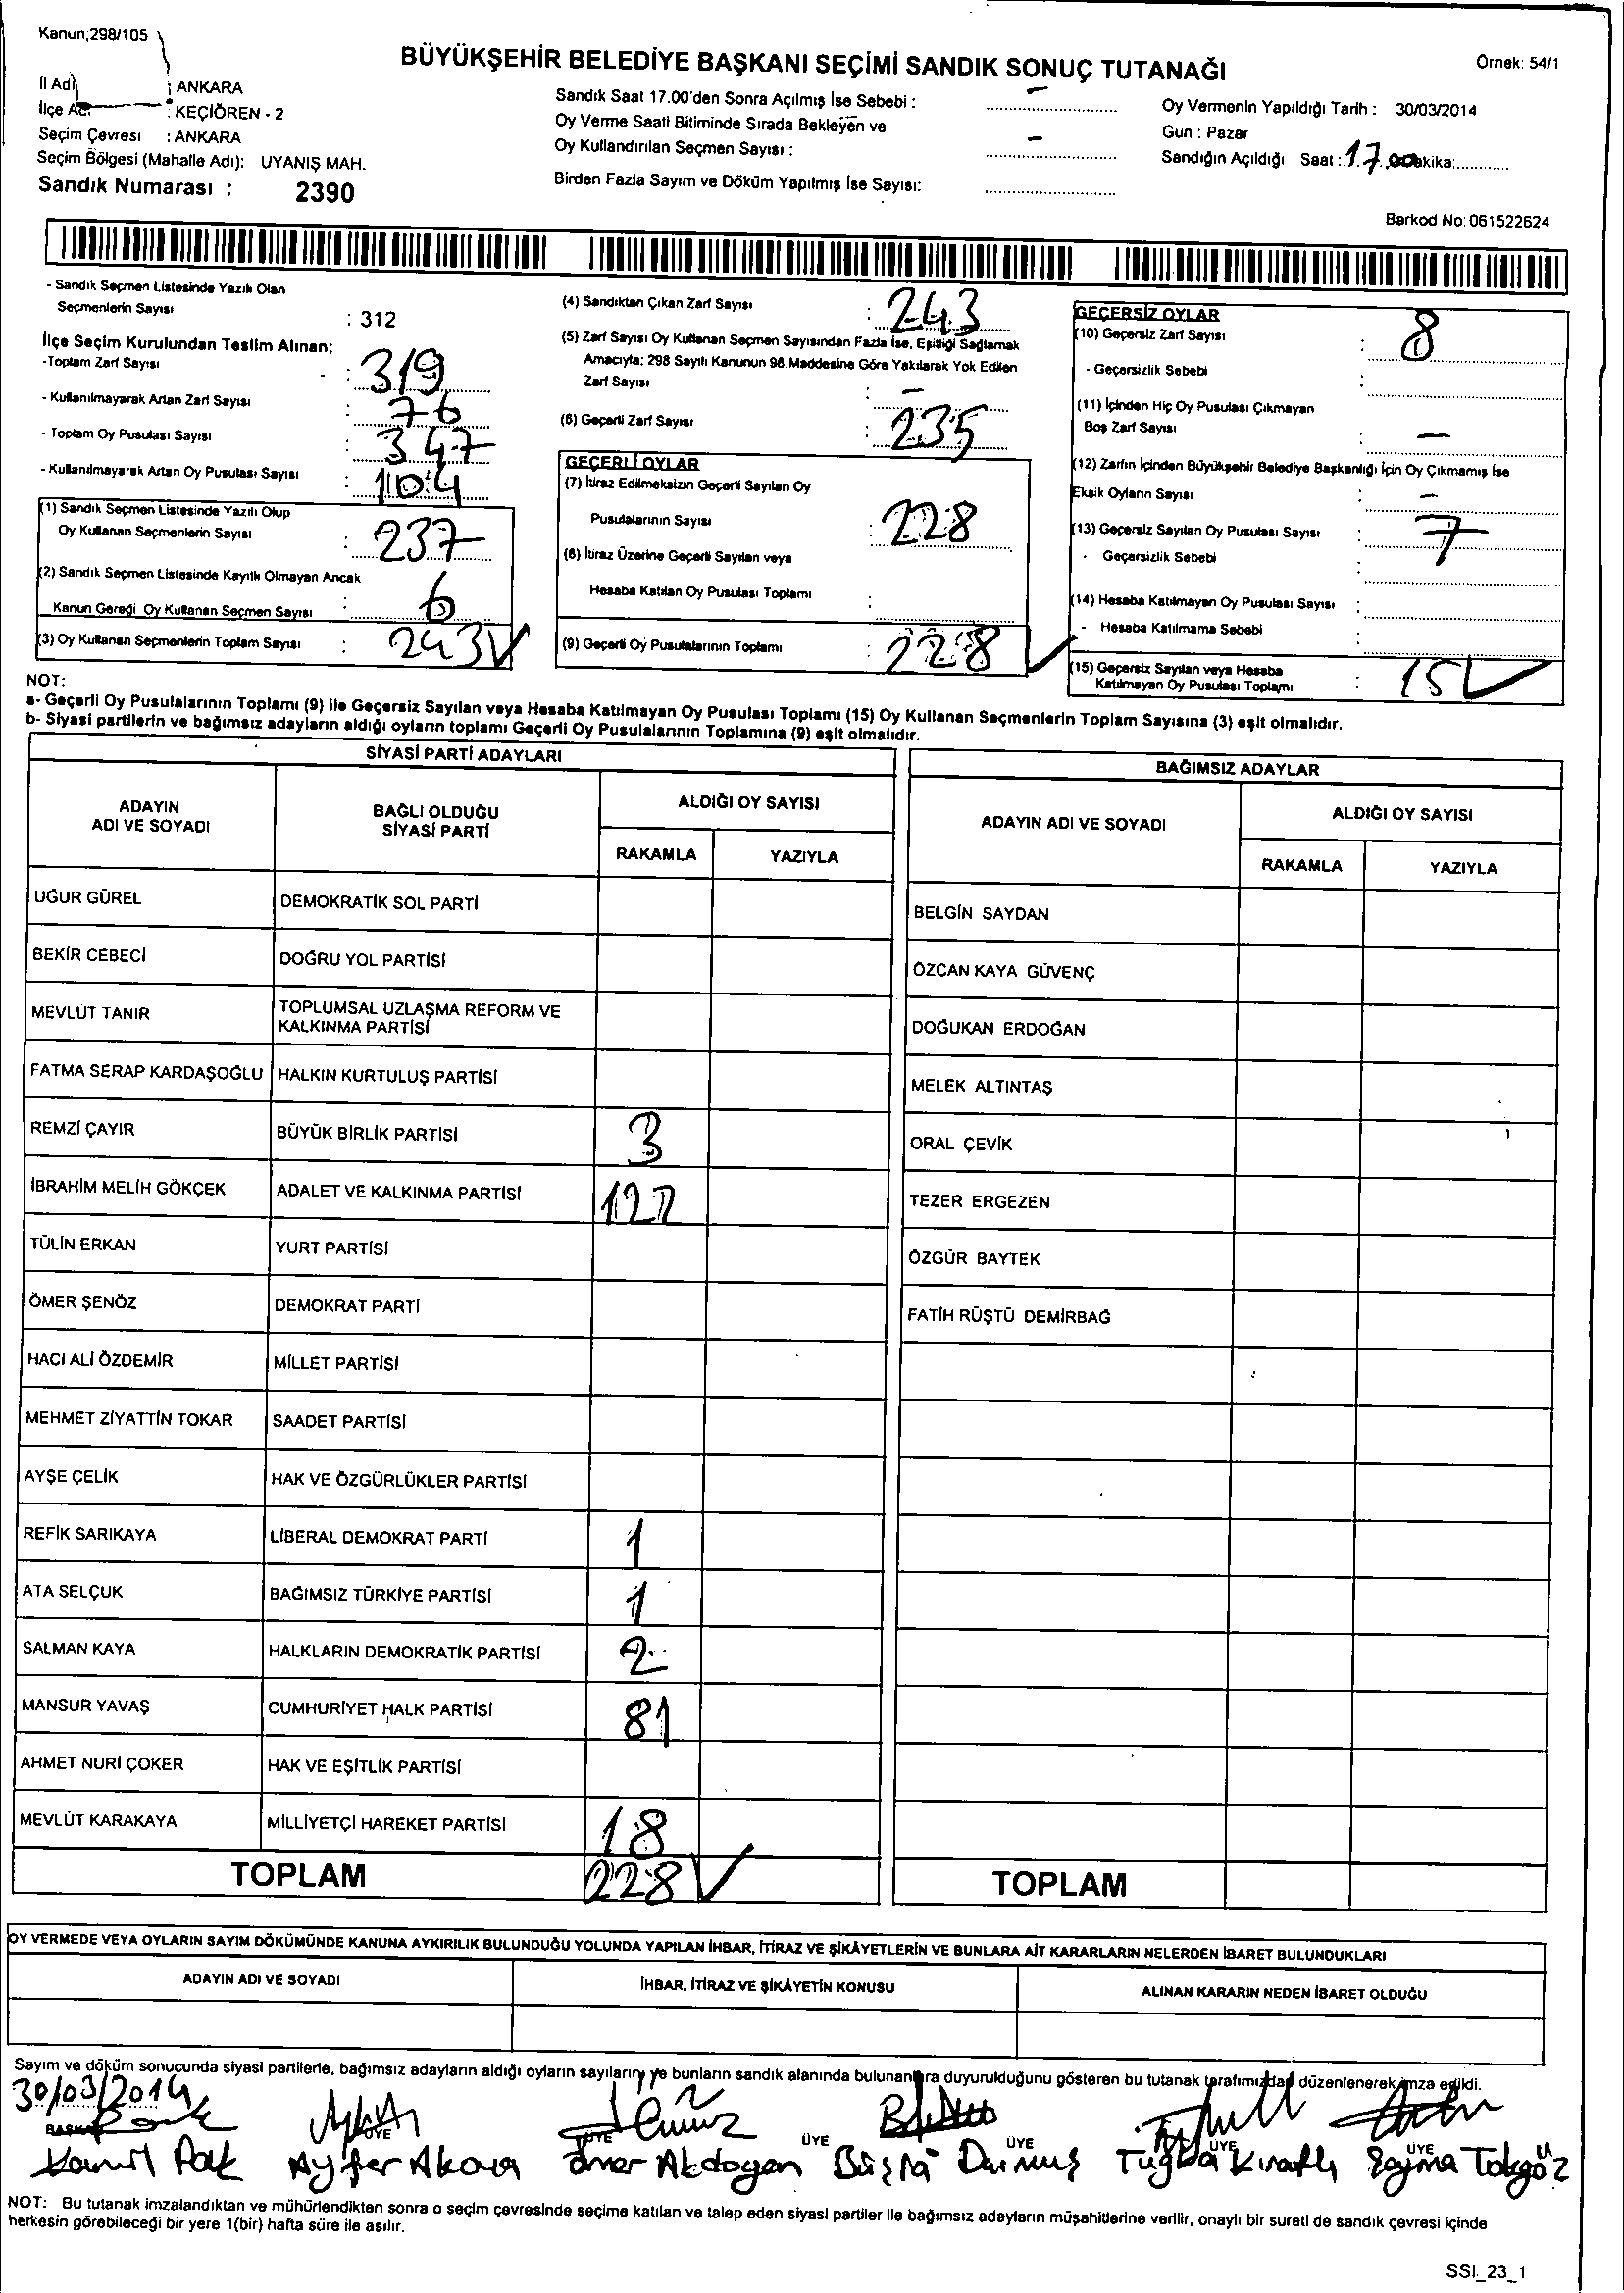 Kanun;298/105
BÜYÜKŞEHİR BELEDİYE BAŞKANI SEÇİMİ SANDIK SONUÇ TUTANAĞI
Örnek: 54/1
İl Adı : ANKARA
İlçe Adı : KEÇİÖREN - 2
Seçim Çevresi : ANKARA
Seçim Bölgesi (Mahalle Adı): UYANIŞ MAH.
Sandık Numarası : 2390
Sandık Saat 17.00'den Sonra Açılmış İse Sebebi : –
Oy Verme Saati Bitiminde Sırada Bekleyen ve
Oy Kullandırılan Seçmen Sayısı : –
Birden Fazla Sayım ve Döküm Yapılmış İse Sayısı:
Oy Vermenin Yapıldığı Tarih : 30/03/2014
Gün : Pazar
Sandığın Açıldığı Saat : 17.00 Dakika:
Barkod No: 061522624
- Sandık Seçmen Listesinde Yazılı Olan
Seçmenlerin Sayısı : 312
İlçe Seçim Kurulundan Teslim Alınan;
-Toplam Zarf Sayısı : 319
- Kullanılmayarak Artan Zarf Sayısı : 76
- Toplam Oy Pusulası Sayısı : 347
- Kullanılmayarak Artan Oy Pusulası Sayısı : 104
(1) Sandık Seçmen Listesinde Yazılı Olup
Oy Kullanan Seçmenlerin Sayısı : 237
(2) Sandık Seçmen Listesinde Kayıtlı Olmayan Ancak
Kanun Gereği Oy Kullanan Seçmen Sayısı : 6
(3) Oy Kullanan Seçmenlerin Toplam Sayısı : 243
(4) Sandıktan Çıkan Zarf Sayısı : 243
(5) Zarf Sayısı Oy Kullanan Seçmen Sayısından Fazla İse, Eşitliği Sağlamak
Amacıyla; 298 Sayılı Kanunun 98.Maddesine Göre Yakılarak Yok Edilen
Zarf Sayısı : –
(6) Geçerli Zarf Sayısı : 235
GEÇERLİ OYLAR
(7) İtiraz Edilmeksizin Geçerli Sayılan Oy
Pusulalarının Sayısı : 228
(8) İtiraz Üzerine Geçerli Sayılan veya
Hesaba Katılan Oy Pusulası Toplamı :
(9) Geçerli Oy Pusulalarının Toplamı : 228
GEÇERSİZ OYLAR
(10) Geçersiz Zarf Sayısı : 8
- Geçersizlik Sebebi :
(11) İçinden Hiç Oy Pusulası Çıkmayan
Boş Zarf Sayısı : –
(12) Zarfın İçinden Büyükşehir Belediye Başkanlığı İçin Oy Çıkmamış İse
Eksik Oyların Sayısı : –
(13) Geçersiz Sayılan Oy Pusulası Sayısı : 7
- Geçersizlik Sebebi :
(14) Hesaba Katılmayan Oy Pusulası Sayısı :
- Hesaba Katılmama Sebebi :
(15) Geçersiz Sayılan veya Hesaba
Katılmayan Oy Pusulası Toplamı : 15
NOT:
a- Geçerli Oy Pusulalarının Toplamı (9) ile Geçersiz Sayılan veya Hesaba Katılmayan Oy Pusulası Toplamı (15) Oy Kullanan Seçmenlerin Toplam Sayısına (3) eşit olmalıdır.
b- Siyasi partilerin ve bağımsız adayların aldığı oyların toplamı Geçerli Oy Pusulalarının Toplamına (9) eşit olmalıdır.
SİYASİ PARTİ ADAYLARI
ADAYIN ADI VE SOYADI
BAĞLI OLDUĞU SİYASİ PARTİ
ALDIĞI OY SAYISI
RAKAMLA YAZIYLA
UĞUR GÜREL DEMOKRATİK SOL PARTİ
BEKİR CEBECİ DOĞRU YOL PARTİSİ
MEVLÜT TANIR TOPLUMSAL UZLAŞMA REFORM VE KALKINMA PARTİSİ
FATMA SERAP KARDAŞOĞLU HALKIN KURTULUŞ PARTİSİ
REMZİ ÇAYIR BÜYÜK BİRLİK PARTİSİ 3
İBRAHİM MELİH GÖKÇEK ADALET VE KALKINMA PARTİSİ 122
TÜLİN ERKAN YURT PARTİSİ
ÖMER ŞENÖZ DEMOKRAT PARTİ
HACI ALİ ÖZDEMİR MİLLET PARTİSİ
MEHMET ZİYATTİN TOKAR SAADET PARTİSİ
AYŞE ÇELİK HAK VE ÖZGÜRLÜKLER PARTİSİ
REFİK SARIKAYA LİBERAL DEMOKRAT PARTİ 1
ATA SELÇUK BAĞIMSIZ TÜRKİYE PARTİSİ 1
SALMAN KAYA HALKLARIN DEMOKRATİK PARTİSİ 2
MANSUR YAVAŞ CUMHURİYET HALK PARTİSİ 81
AHMET NURİ ÇOKER HAK VE EŞİTLİK PARTİSİ
MEVLÜT KARAKAYA MİLLİYETÇİ HAREKET PARTİSİ 18
TOPLAM 228
BAĞIMSIZ ADAYLAR
ADAYIN ADI VE SOYADI
ALDIĞI OY SAYISI
RAKAMLA YAZIYLA
BELGİN SAYDAN
ÖZCAN KAYA GÜVENÇ
DOĞUKAN ERDOĞAN
MELEK ALTINTAŞ
ORAL ÇEVİK
TEZER ERGEZEN
ÖZGÜR BAYTEK
FATİH RÜŞTÜ DEMİRBAĞ
TOPLAM
OY VERMEDE VEYA OYLARIN SAYIM DÖKÜMÜNDE KANUNA AYKIRILIK BULUNDUĞU YOLUNDA YAPILAN İHBAR, İTİRAZ VE ŞİKÂYETLERİN VE BUNLARA AİT KARARLARIN NELERDEN İBARET BULUNDUKLARI
ADAYIN ADI VE SOYADI
İHBAR, İTİRAZ VE ŞİKÂYETİN KONUSU
ALINAN KARARIN NEDEN İBARET OLDUĞU
Sayım ve döküm sonucunda siyasi partilerle, bağımsız adayların aldığı oyların sayılarını ve bunların sandık alanında bulunanlara duyurulduğunu gösteren bu tutanak tarafımızdan düzenlenerek imza edildi.
30/03/2014
BAŞKAN ÜYE ÜYE ÜYE ÜYE ÜYE ÜYE
Kamil Pak Ayfer Akova Ömer Akdogan Büşra Durmuş Tuğba Kıratlı Tokgöz
NOT: Bu tutanak imzalandıktan ve mühürlendikten sonra o seçim çevresinde seçime katılan ve talep eden siyasi partiler ile bağımsız adayların müşahitlerine verilir, onaylı bir sureti de sandık çevresi içinde
herkesin görebileceği bir yere 1(bir) hafta süre ile asılır.
SSI_23_1